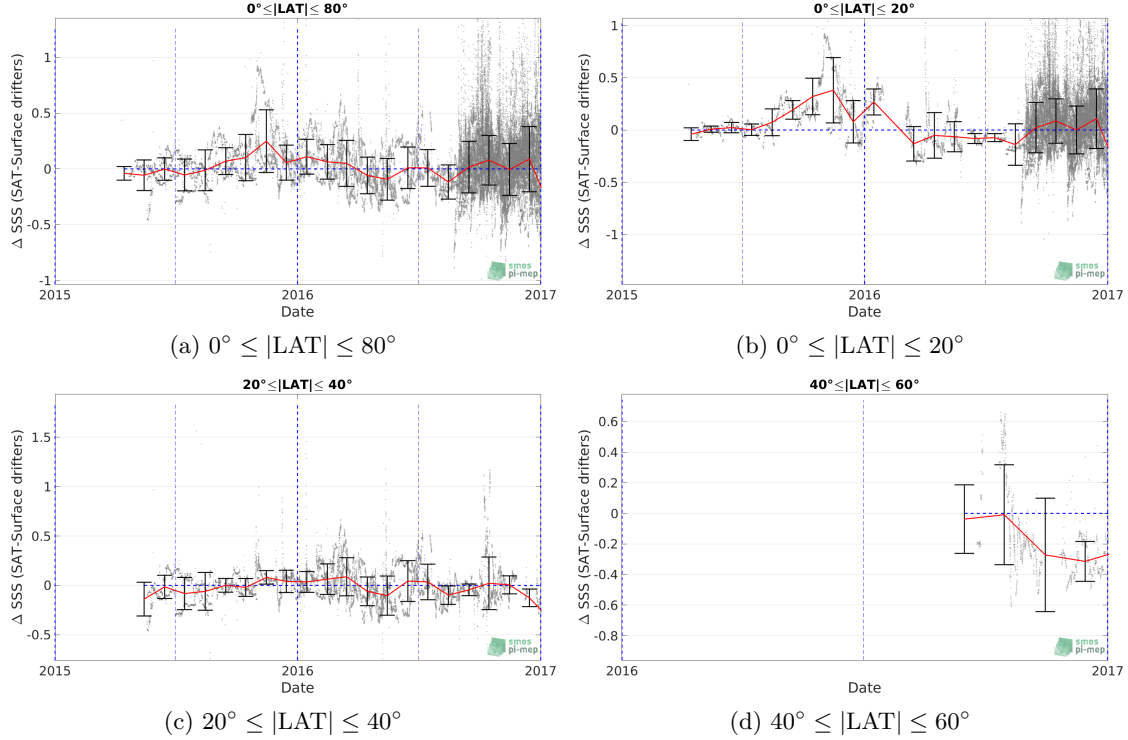 0°≤|LAT|≤ 80°
Δ SSS (SAT-Surface drifters)
1
0.5
0
-0.5
-1
2015
2016
2017
Date
smos
pi-mep
(a) 0° ≤ |LAT| ≤ 80°
0°≤|LAT|≤ 20°
Δ SSS (SAT-Surface drifters)
1
0.5
0
-0.5
-1
2015
2016
2017
Date
smos
pi-mep
(b) 0° ≤ |LAT| ≤ 20°
20°≤|LAT|≤ 40°
Δ SSS (SAT-Surface drifters)
1.5
1
0.5
0
-0.5
2015
2016
2017
Date
smos
pi-mep
(c) 20° ≤ |LAT| ≤ 40°
40°≤|LAT|≤ 60°
Δ SSS (SAT-Surface drifters)
0.6
0.4
0.2
0
-0.2
-0.4
-0.6
-0.8
2016
2017
Date
smos
pi-mep
(d) 40° ≤ |LAT| ≤ 60°